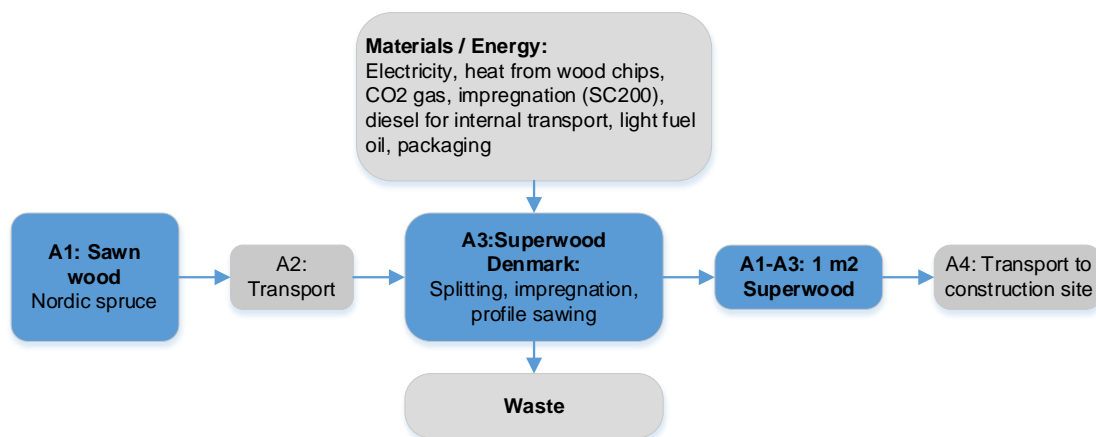 Materials / Energy:
Electricity, heat from wood chips,
CO2 gas, impregnation (SC200),
diesel for internal transport, light fuel
oil, packaging
A1: Sawn
wood
Nordic spruce
A2:
Transport
A3:Superwood
Denmark:
Splitting, impregnation,
profile sawing
A1-A3: 1 m2
Superwood
A4: Transport to
construction site
Waste